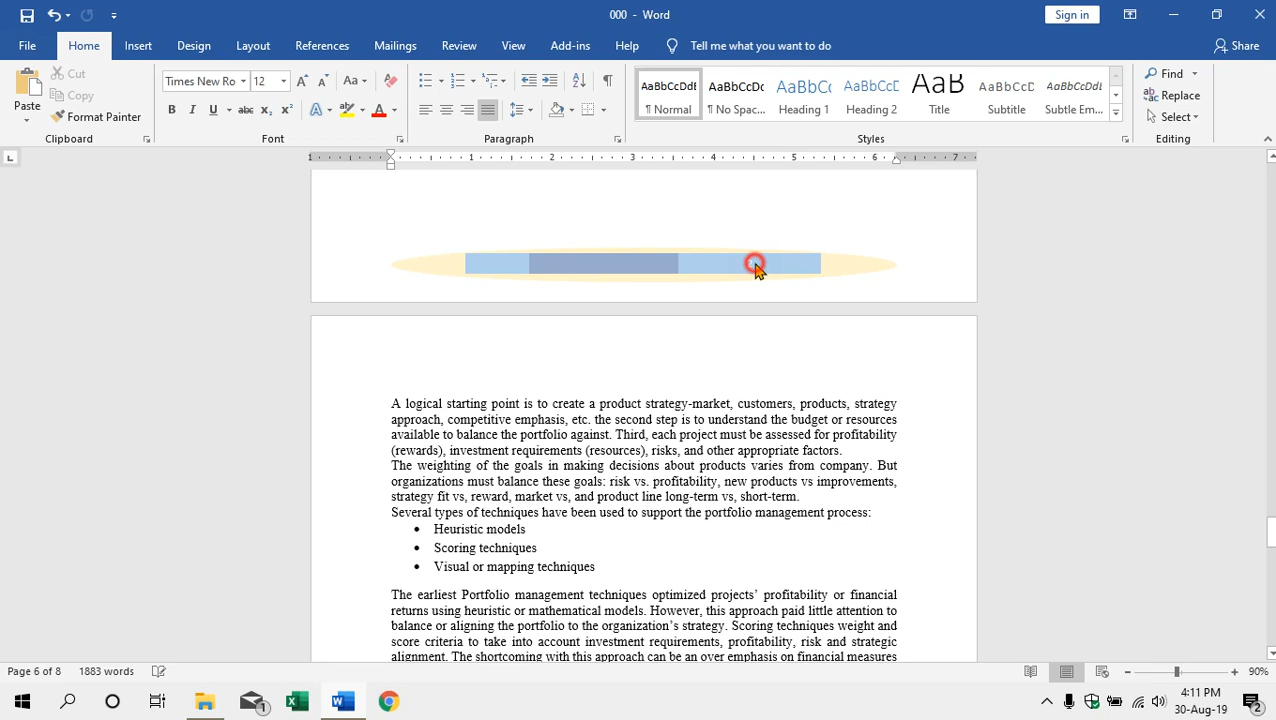 000 - Word
Sign in
File Home Insert Design Layout References Mailings Review View Add-ins Help Tell me what you want to do Share
Paste
Cut
Copy
Format Painter
Clipboard
Times New Ro 12
Font
Paragraph
AaBbCcDdE AaBbCcDd AaBbCc AaBbCcD AaB AaBbCcD AaBbCcDdl
¶ Normal ¶ No Spac... Heading 1 Heading 2 Title Subtitle Subtle Em...
Styles
Find
Replace
Select
Editing
1 1 2 3 4 5 6 7
A logical starting point is to create a product strategy-market, customers, products, strategy
approach, competitive emphasis, etc. the second step is to understand the budget or resources
available to balance the portfolio against. Third, each project must be assessed for profitability
(rewards), investment requirements (resources), risks, and other appropriate factors.
The weighting of the goals in making decisions about products varies from company. But
organizations must balance these goals: risk vs. profitability, new products vs improvements,
strategy fit vs, reward, market vs, and product line long-term vs, short-term.
Several types of techniques have been used to support the portfolio management process:
• Heuristic models
• Scoring techniques
• Visual or mapping techniques
The earliest Portfolio management techniques optimized projects’ profitability or financial
returns using heuristic or mathematical models. However, this approach paid little attention to
balance or aligning the portfolio to the organization’s strategy. Scoring techniques weight and
score criteria to take into account investment requirements, profitability, risk and strategic
alignment. The shortcoming with this approach can be an over emphasis on financial measures
Page 6 of 8 1883 words 90%
4:11 PM
30-Aug-19